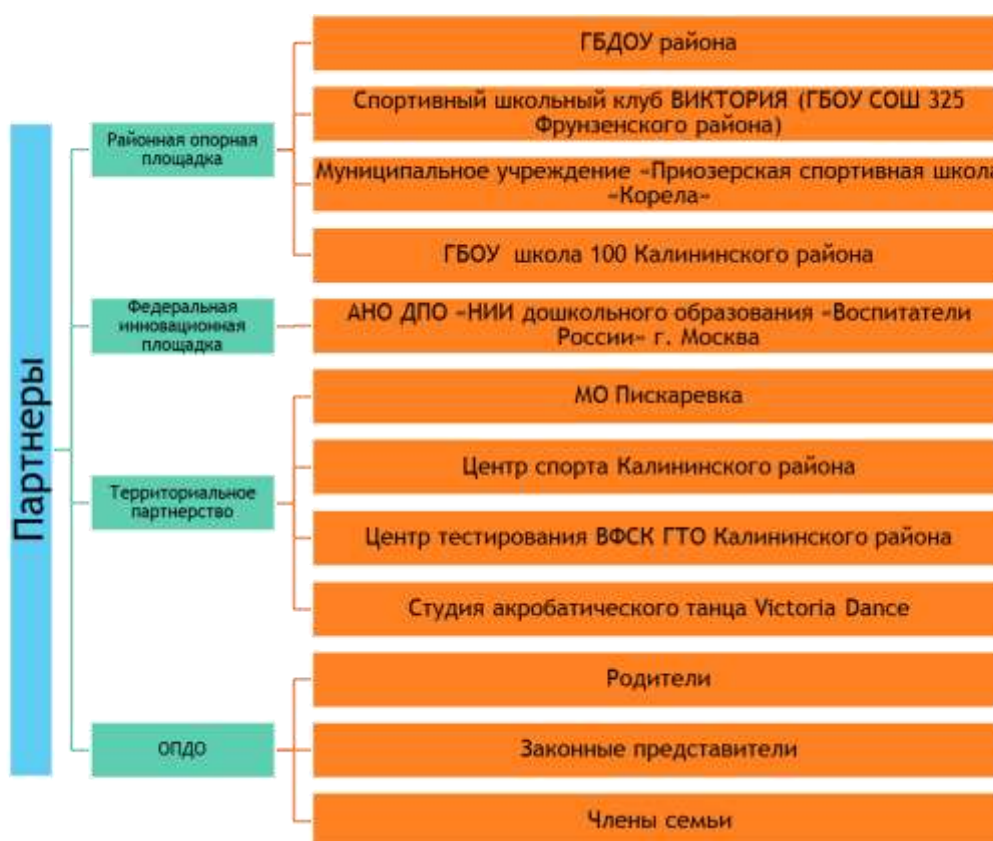 Партнеры
Районная опорная
площадка
ГБДОУ района
Спортивный школьный клуб ВИКТОРИЯ (ГБОУ СОШ 325
Фрунзенского района)
Муниципальное учреждение «Приозерская спортивная школа
«Корела»
ГБОУ школа 100 Калининского района
Федеральная
инновационная
площадка
АНО ДПО «НИИ дошкольного образования «Воспитатели
России» г. Москва
Территориальное
партнерство
МО Пискаревка
Центр спорта Калининского района
Центр тестирования ВФСК ГТО Калининского района
Студия акробатического танца Victoria Dance
ОПДО
Родители
Законные представители
Члены семьи